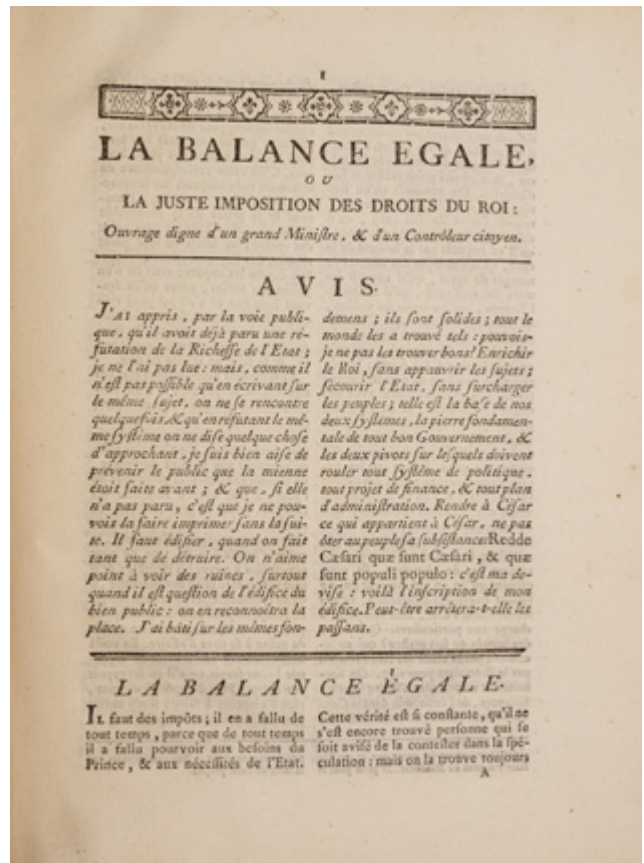 1
LA BALANCE EGALE,
OU
LA JUSTE IMPOSITION DES DROITS DU ROI:
Ouvrage digne d'un grand Miniſtre, & d'un Contrôleur citoyen.
AVIS.
J'AI appris, par la voie publi-
que, qu'il avoit déjà paru une ré-
futation de la Richeſſe de l'Etat;
je ne l'ai pas lue: mais, comme il
n'eſt pas poſſible qu'en écrivant ſur
le même ſujet, on ne ſe rencontre
quelquefois, & qu'en réfutant le mê-
me ſyſtème on ne diſe quelque choſe
d'approchant, je ſuis bien aiſe de
prévenir le public que la mienne
étoit faite avant; & que, ſi elle
n'a pas paru, c'eſt que je ne pou-
vois la faire imprimer ſans la ſui-
te. Il faut édifier, quand on fait
tant que de détruire. On n'aime
point à voir des ruines, ſurtout
quand il eſt queſtion de l'édifice du
bien public: on en reconnoîtra la
place. J'ai bâti ſur les mêmes fon-
demens; ils ſont ſolides; tout le
monde les a trouvé tels: pouvois-
je ne pas les trouver bons? Enrichir
le Roi, ſans appauvrir les ſujets;
ſecourir l'Etat, ſans ſurcharger
les peuples; telle eſt la baſe de nos
deux ſyſtemes, la pierre fondamen-
tale de tout bon Gouvernement, &
les deux pivots ſur leſquels doivent
rouler tout ſyſtême de politique,
tout projet de finance, & tout plan
d'adminiſtration. Rendre à Céſar
ce qui appartient à Céſar, ne pas
ôter au peuple ſa ſubſiſtance: Redde
Cæſari quæ ſunt Cæſari, & quæ
ſunt populi populo: c'eſt ma de-
viſe: voilà l'inſcription de mon
édifice. Peut-être arrêtera-t-elle les
paſſans.
LA BALANCE ÉGALE.
IL faut des impôts; il en a fallu de
tout temps, parce que de tout temps
il a fallu pourvoir aux beſoins du
Prince, & aux néceſſités de l'Etat.
Cette vérité eſt ſi conſtante, qu'il ne
s'eſt encore trouvé perſonne qui ſe
ſoit aviſé de la conteſter dans la ſpé-
culation: mais on la trouve toujours
A